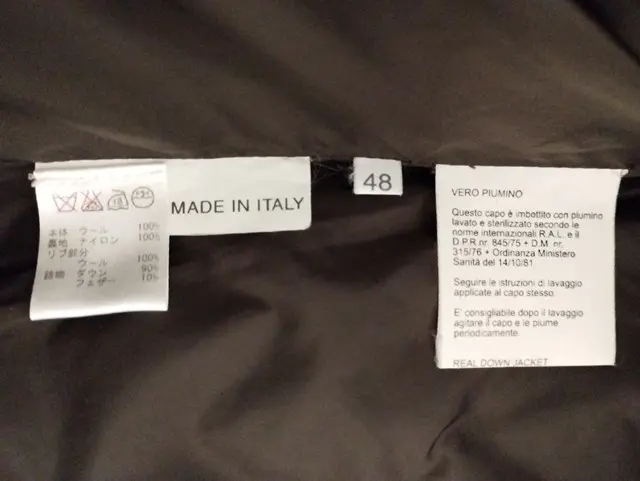 本体 ウール 100%
裏地 ナイロン 100%
リブ部分
ウール 100%
詰物 ダウン 90%
フェザー 10%
MADE IN ITALY
48
VERO PIUMINO
Questo capo è imbottito con piumino
lavato e sterilizzato secondo le
norme internazionali R.A.L. e il
D.P.R.nr. 845/75 + D.M nr.
315/76 + Ordinanza Ministero
Sanità del 14/10/81
Seguire le istruzioni di lavaggio
applicate al capo stesso.
E' consigliabile dopo il lavaggio
agitare il capo e le piume
periodicamente.
REAL DOWN JACKET